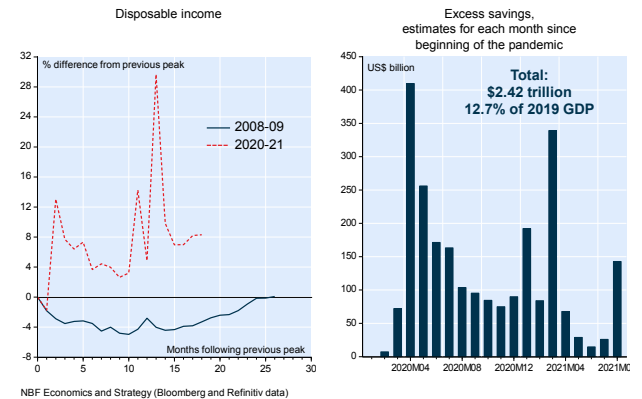 Disposable income
% difference from previous peak
32
28
24
20
16
12
8
4
0
-4
-8
2008-09
2020-21
Months following previous peak
0
5
10
15
20
25
30
Excess savings,
estimates for each month since
beginning of the pandemic
US$ billion
Total:
$2.42 trillion
12.7% of 2019 GDP
450
400
350
300
250
200
150
100
50
0
2020M04
2020M08
2020M12
2021M04
2021M0
NBF Economics and Strategy (Bloomberg and Refinitiv data)